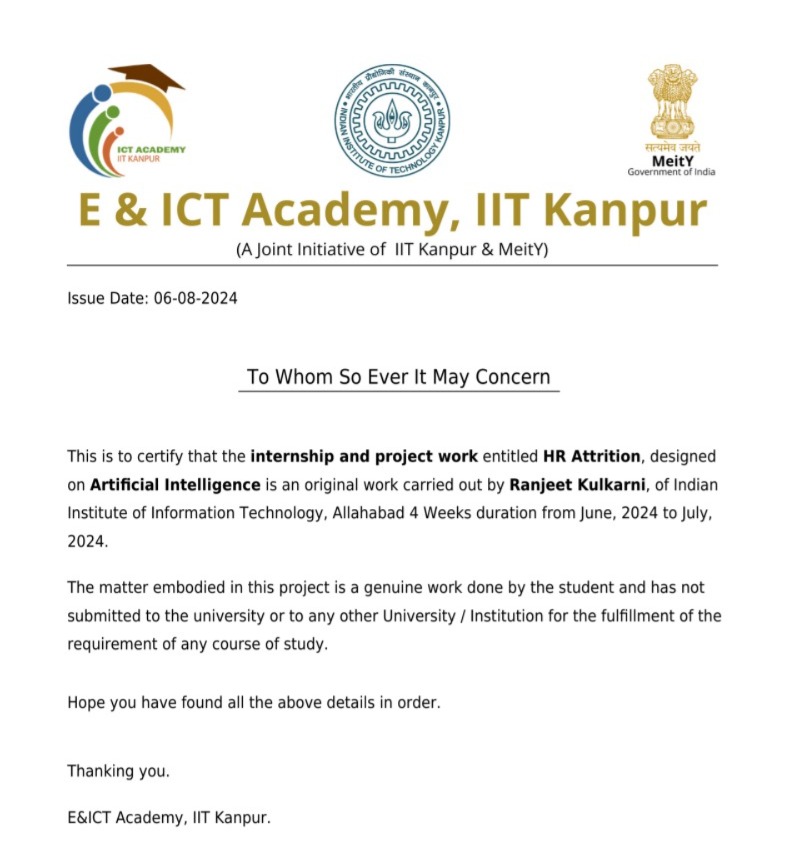 ICT ACADEMY
IIT KANPUR
भारतीय प्रौद्योगिकी संस्थान कानपुर
INDIAN INSTITUTE OF TECHNOLOGY KANPUR
सत्यमेव जयते
MeitY
Government of India
E & ICT Academy, IIT Kanpur
(A Joint Initiative of IIT Kanpur & MeitY)
Issue Date: 06-08-2024
To Whom So Ever It May Concern
This is to certify that the internship and project work entitled HR Attrition, designed
on Artificial Intelligence is an original work carried out by Ranjeet Kulkarni, of Indian
Institute of Information Technology, Allahabad 4 Weeks duration from June, 2024 to July,
2024.
The matter embodied in this project is a genuine work done by the student and has not
submitted to the university or to any other University / Institution for the fulfillment of the
requirement of any course of study.
Hope you have found all the above details in order.
Thanking you.
E&ICT Academy, IIT Kanpur.